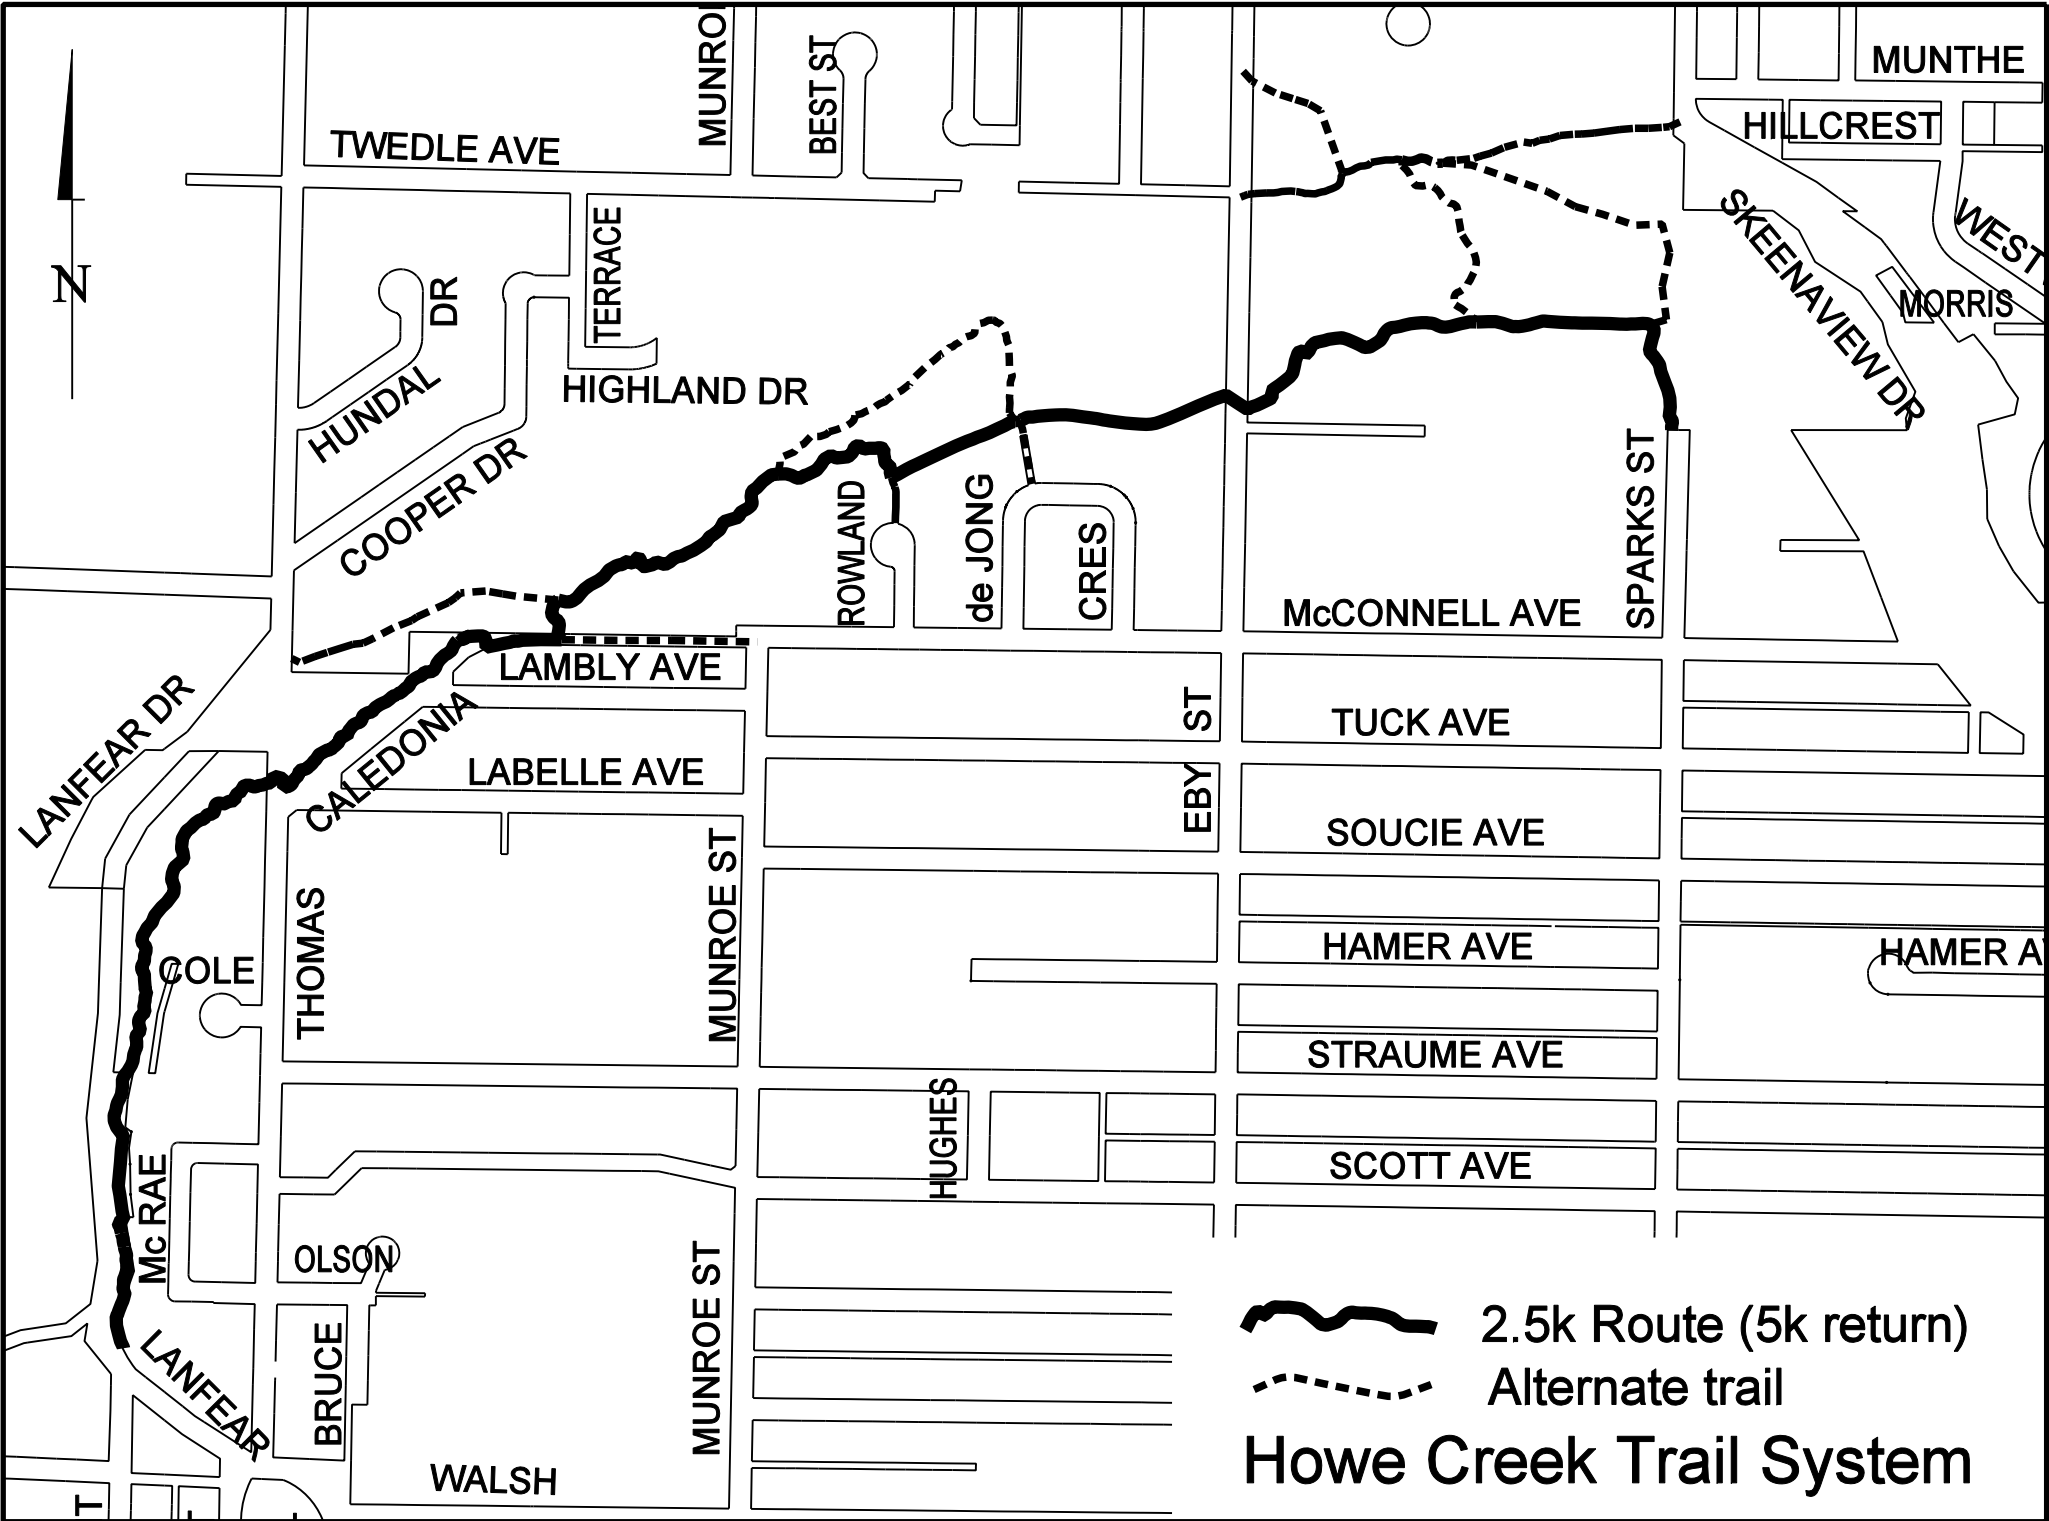 MUNROE
BEST ST
MUNTHE
HILLCREST
TWEDLE AVE
N
DR
HUNDAL
TERRACE
HIGHLAND DR
COOPER DR
SKEENAVIEW DR
WEST
MORRIS
ROWLAND
de JONG
CRES
SPARKS ST
McCONNELL AVE
LANFEAR DR
LAMBLY AVE
CALEDONIA
LABELLE AVE
EBY ST
TUCK AVE
SOUCIE AVE
THOMAS
MUNROE ST
COLE
HAMER AVE
HAMER A
STRAUME AVE
HUGHES
SCOTT AVE
Mc RAE
OLSON
LANFEAR
BRUCE
MUNROE ST
WALSH
T
2.5k Route (5k return)
Alternate trail
Howe Creek Trail System